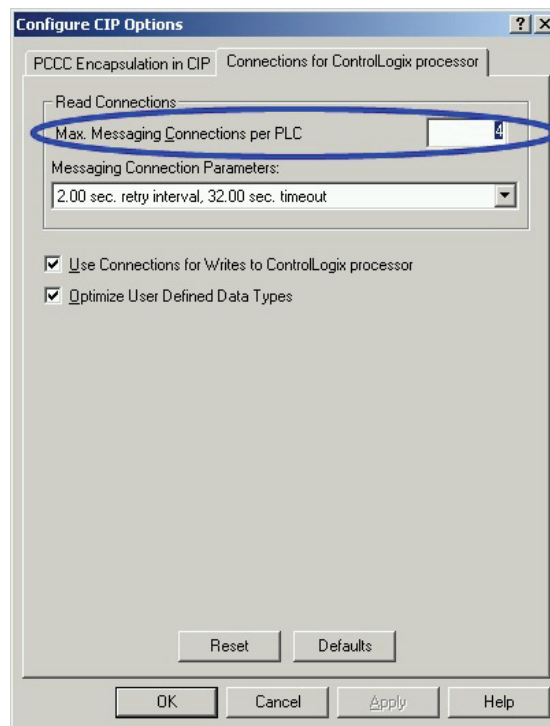 Configure CIP Options
PCCC Encapsulation in CIP
Connections for ControlLogix processor
Read Connections
Max. Messaging Connections per PLC 4
Messaging Connection Parameters:
2.00 sec. retry interval, 32.00 sec. timeout
Use Connections for Writes to ControlLogix processor
Optimize User Defined Data Types
Reset Defaults
OK Cancel Apply Help